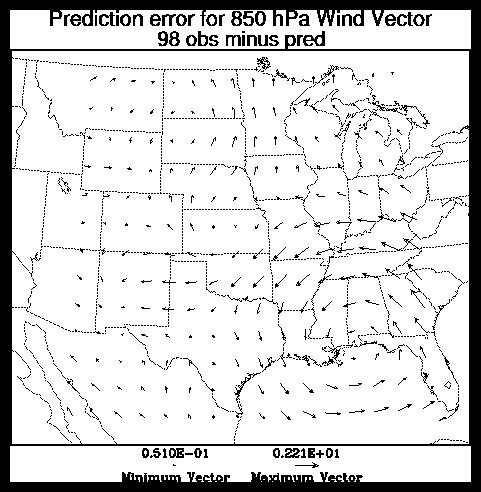 Prediction error for 850 hPa Wind Vector
98 obs minus pred
0.510E-01 0.221E+01
Minimum Vector Maximum Vector